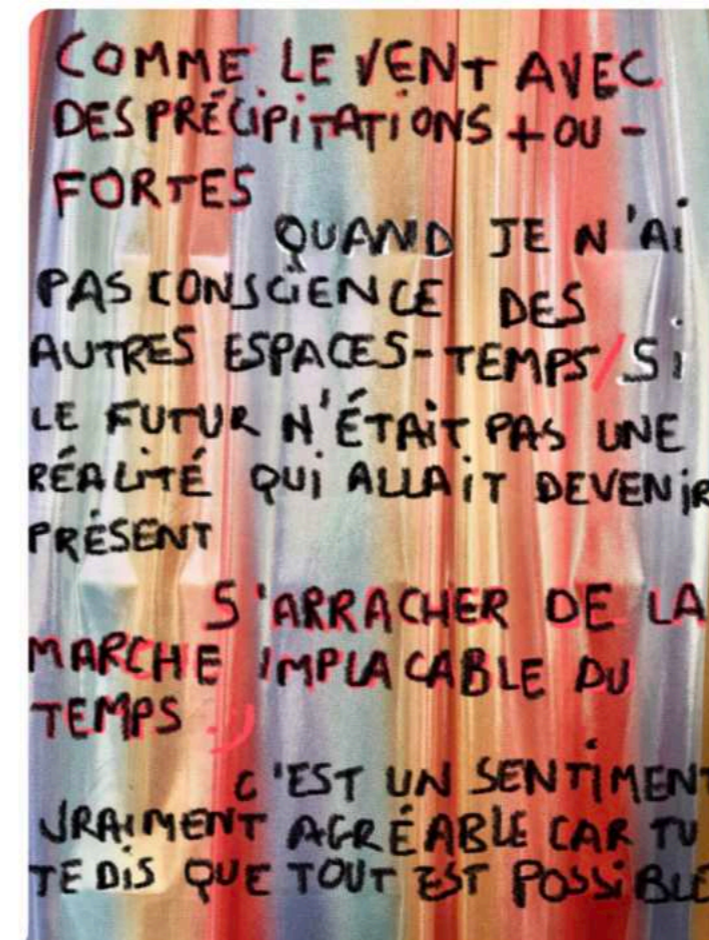 COMME LE VENT AVEC
DES PRÉCIPITATIONS + OU -
FORTES
QUAND JE N'Ai
PAS CONSCIENCE DES
AUTRES ESPACES-TEMPS/Si
LE FUTUR N'ÉTAiT PAS UNE
RÉALiTÉ QUi ALLAiT DEVENiR
PRÉSENT
S'ARRACHER DE LA
MARCHE IMPLACABLE DU
TEMPS :)
C'EST UN SENTiMENT
VRAiMENT AGRÉABLE CAR TU
TE DiS QUE TOUT EST POSSiBLE